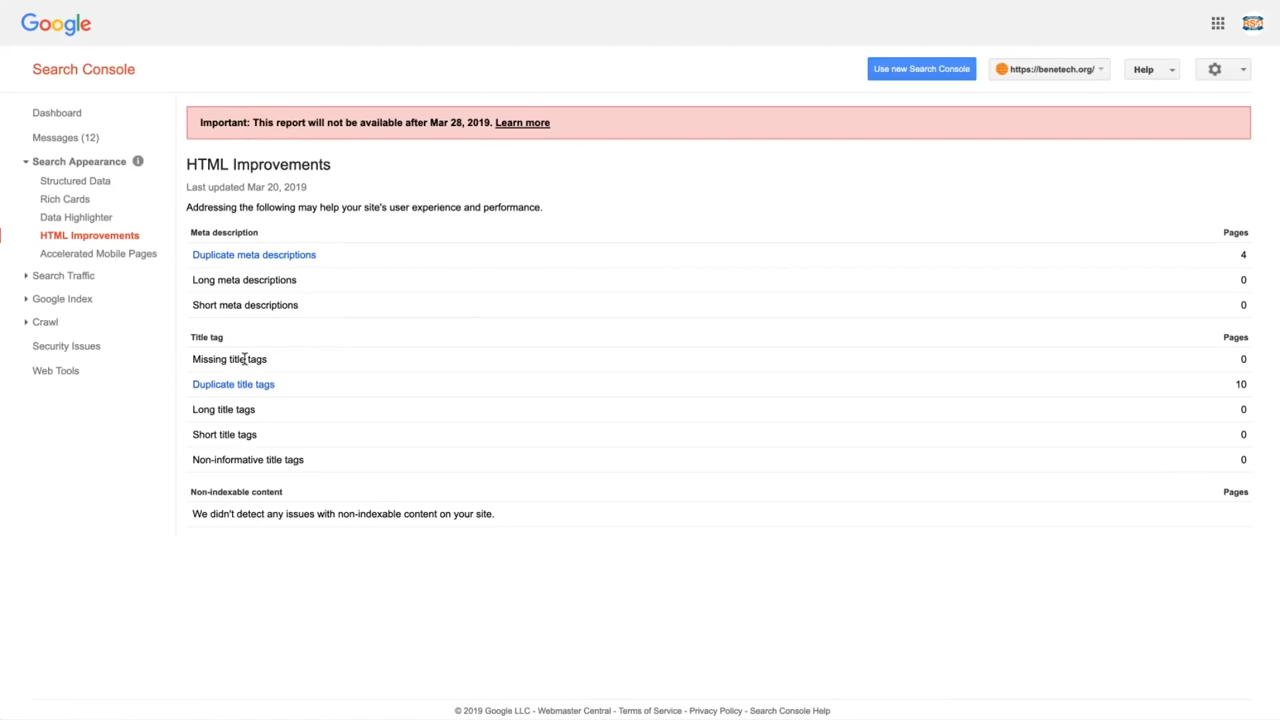 Google
Search Console
Use new Search Console
https://benetech.org/
Help
Dashboard
Messages (12)
Search Appearance
Structured Data
Rich Cards
Data Highlighter
HTML Improvements
Accelerated Mobile Pages
Search Traffic
Google Index
Crawl
Security Issues
Web Tools
Important: This report will not be available after Mar 28, 2019. Learn more
HTML Improvements
Last updated Mar 20, 2019
Addressing the following may help your site's user experience and performance.
Meta description Pages
Duplicate meta descriptions 4
Long meta descriptions 0
Short meta descriptions 0
Title tag Pages
Missing title tags 0
Duplicate title tags 10
Long title tags 0
Short title tags 0
Non-informative title tags 0
Non-indexable content Pages
We didn't detect any issues with non-indexable content on your site.
© 2019 Google LLC - Webmaster Central - Terms of Service - Privacy Policy - Search Console Help